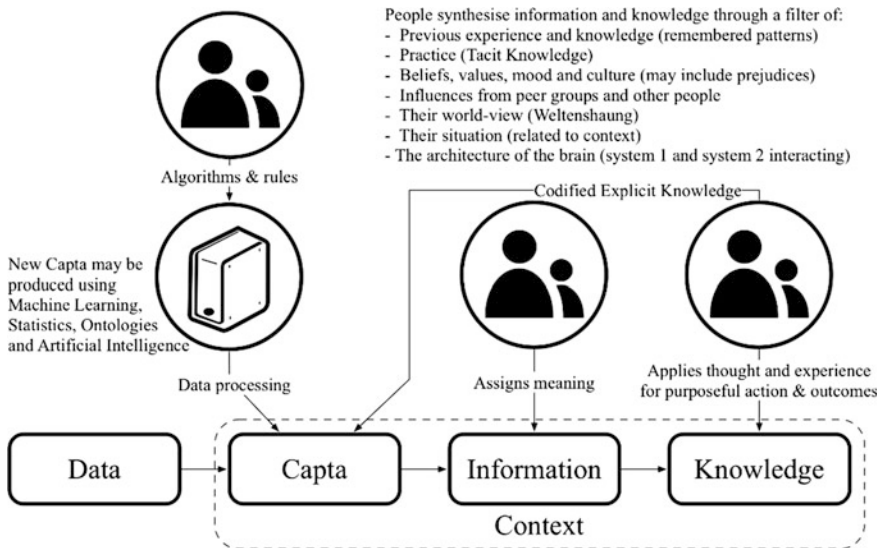 People synthesise information and knowledge through a filter of:
- Previous experience and knowledge (remembered patterns)
- Practice (Tacit Knowledge)
- Beliefs, values, mood and culture (may include prejudices)
- Influences from peer groups and other people
- Their world-view (Weltenshaung)
- Their situation (related to context)
- The architecture of the brain (system 1 and system 2 interacting)
Algorithms & rules
Codified Explicit Knowledge
New Capta may be
produced using
Machine Learning,
Statistics, Ontologies
and Artificial Intelligence
Data processing
Assigns meaning
Applies thought and experience
for purposeful action & outcomes
Data
Capta
Information
Knowledge
Context